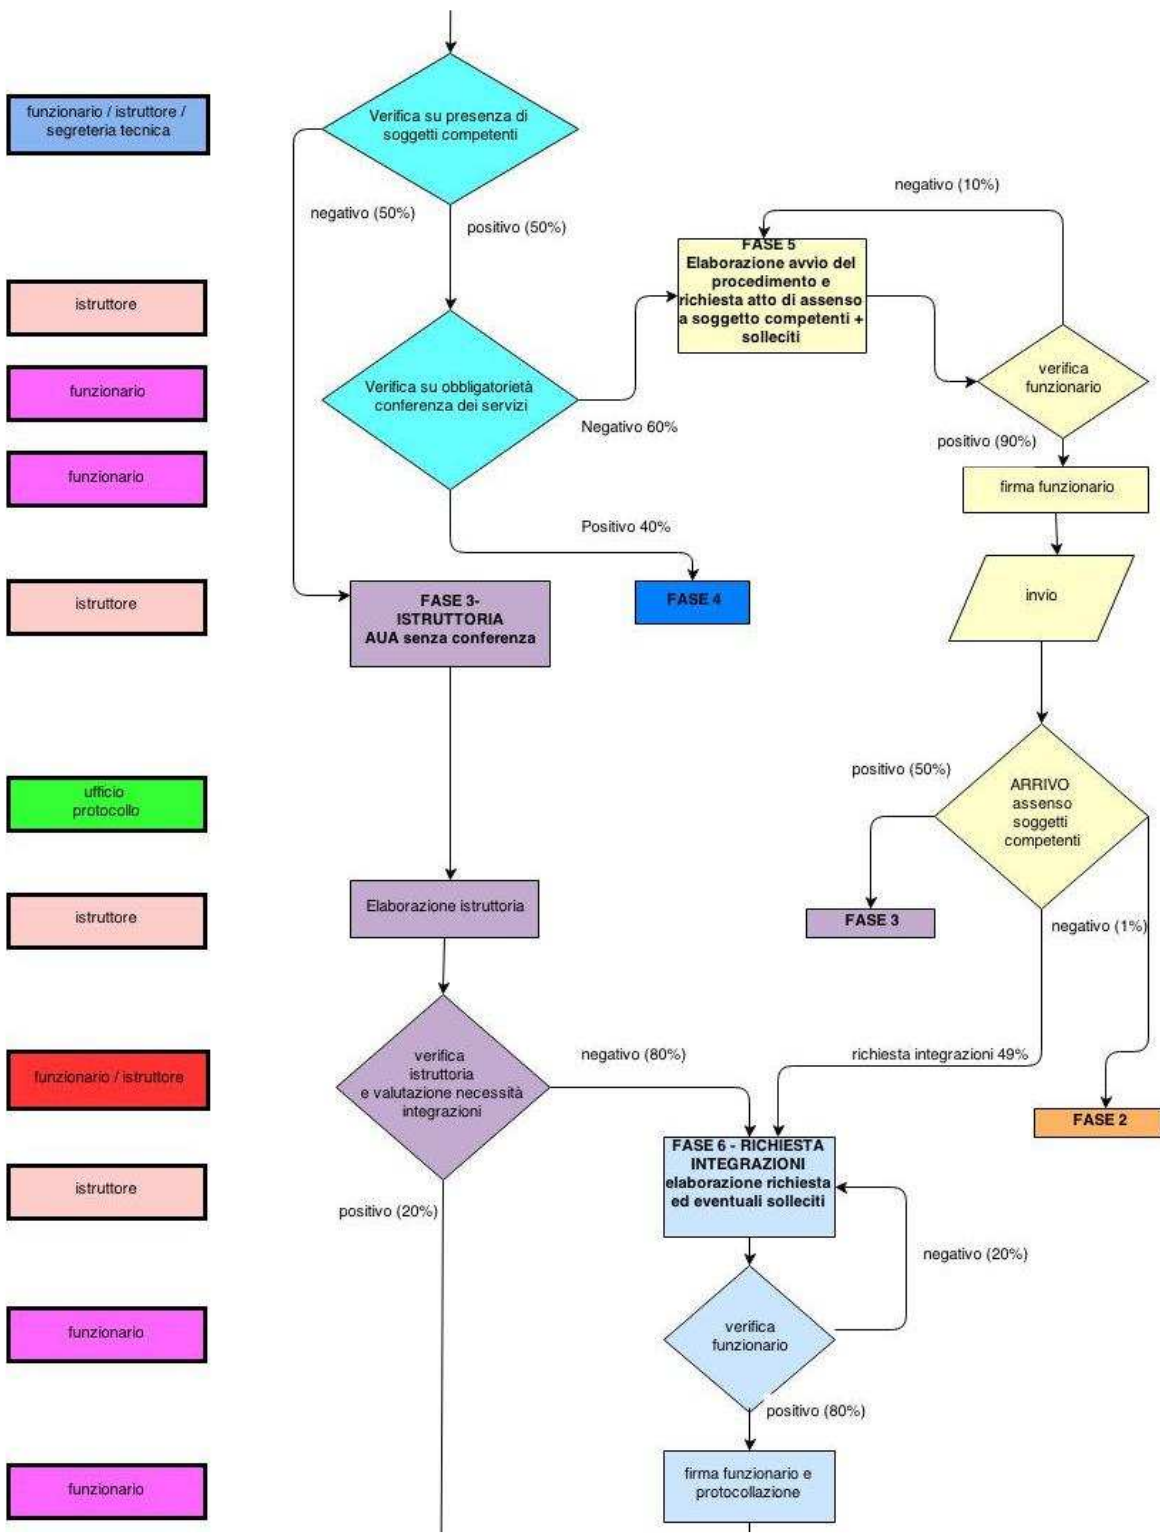 funzionario / istruttore /
segreteria tecnica
Verifica su presenza di
soggetti competenti
negativo (50%)
positivo (50%)
negativo (10%)
istruttore
FASE 5
Elaborazione avvio del
procedimento e
richiesta atto di assenso
a soggetto competenti +
solleciti
funzionario
Verifica su obbligatorietà
conferenza dei servizi
Negativo 60%
verifica
funzionario
positivo (90%)
funzionario
firma funzionario
Positivo 40%
istruttore
FASE 3-
ISTRUTTORIA
AUA senza conferenza
FASE 4
invio
ufficio
protocollo
positivo (50%)
ARRIVO
assenso
soggetti
competenti
istruttore
Elaborazione istruttoria
FASE 3
negativo (1%)
funzionario / istruttore
verifica
istruttoria
e valutazione necessità
integrazioni
negativo (80%)
richiesta integrazioni 49%
FASE 2
istruttore
positivo (20%)
FASE 6 - RICHIESTA
INTEGRAZIONI
elaborazione richiesta
ed eventuali solleciti
negativo (20%)
funzionario
verifica
funzionario
positivo (80%)
funzionario
firma funzionario e
protocollazione